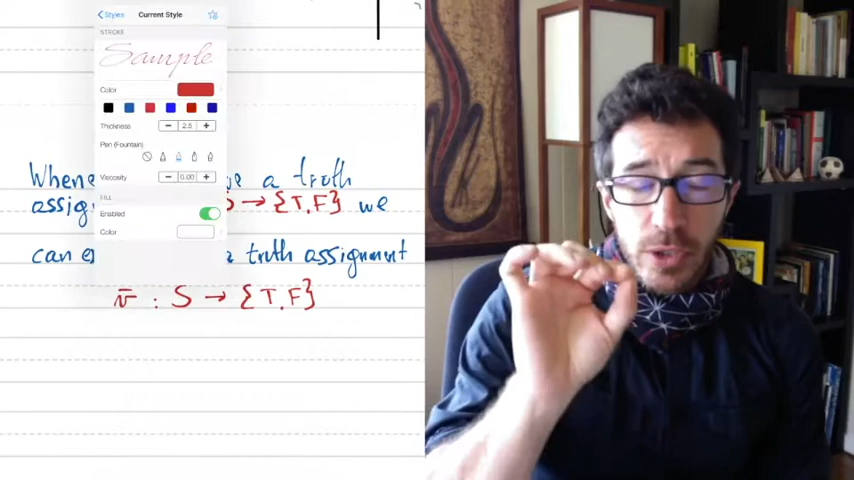 Styles
Current Style
STROKE
Sample
Color
Thickness
2.5
Pen (Fountain)
Viscosity
0.00
FILL
Enabled
Color
Whene a truth
assig → {T,F} we
can e a truth assignment
v̄ : S → {T,F}